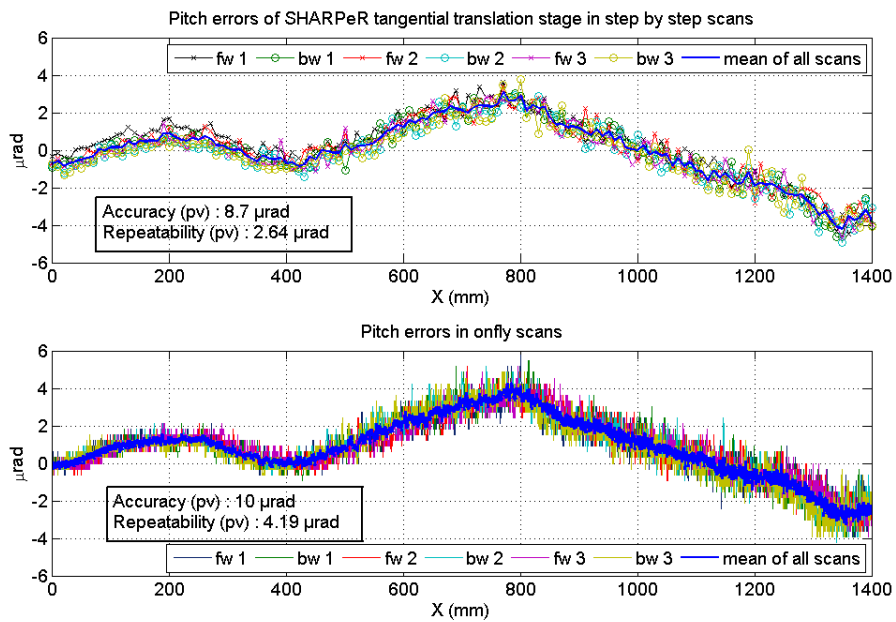 Pitch errors of SHARPeR tangential translation stage in step by step scans
6
fw 1 bw 1 fw 2 bw 2 fw 3 bw 3 mean of all scans
4
2
0
-2
-4
-6
µrad
Accuracy (pv) : 8.7 µrad
Repeatability (pv) : 2.64 µrad
0 200 400 600 800 1000 1200 1400
X (mm)
Pitch errors in onfly scans
6
4
2
0
-2
-4
-6
µrad
Accuracy (pv) : 10 µrad
Repeatability (pv) : 4.19 µrad
fw 1 bw 1 fw 2 bw 2 fw 3 bw 3 mean of all scans
0 200 400 600 800 1000 1200 1400
X (mm)